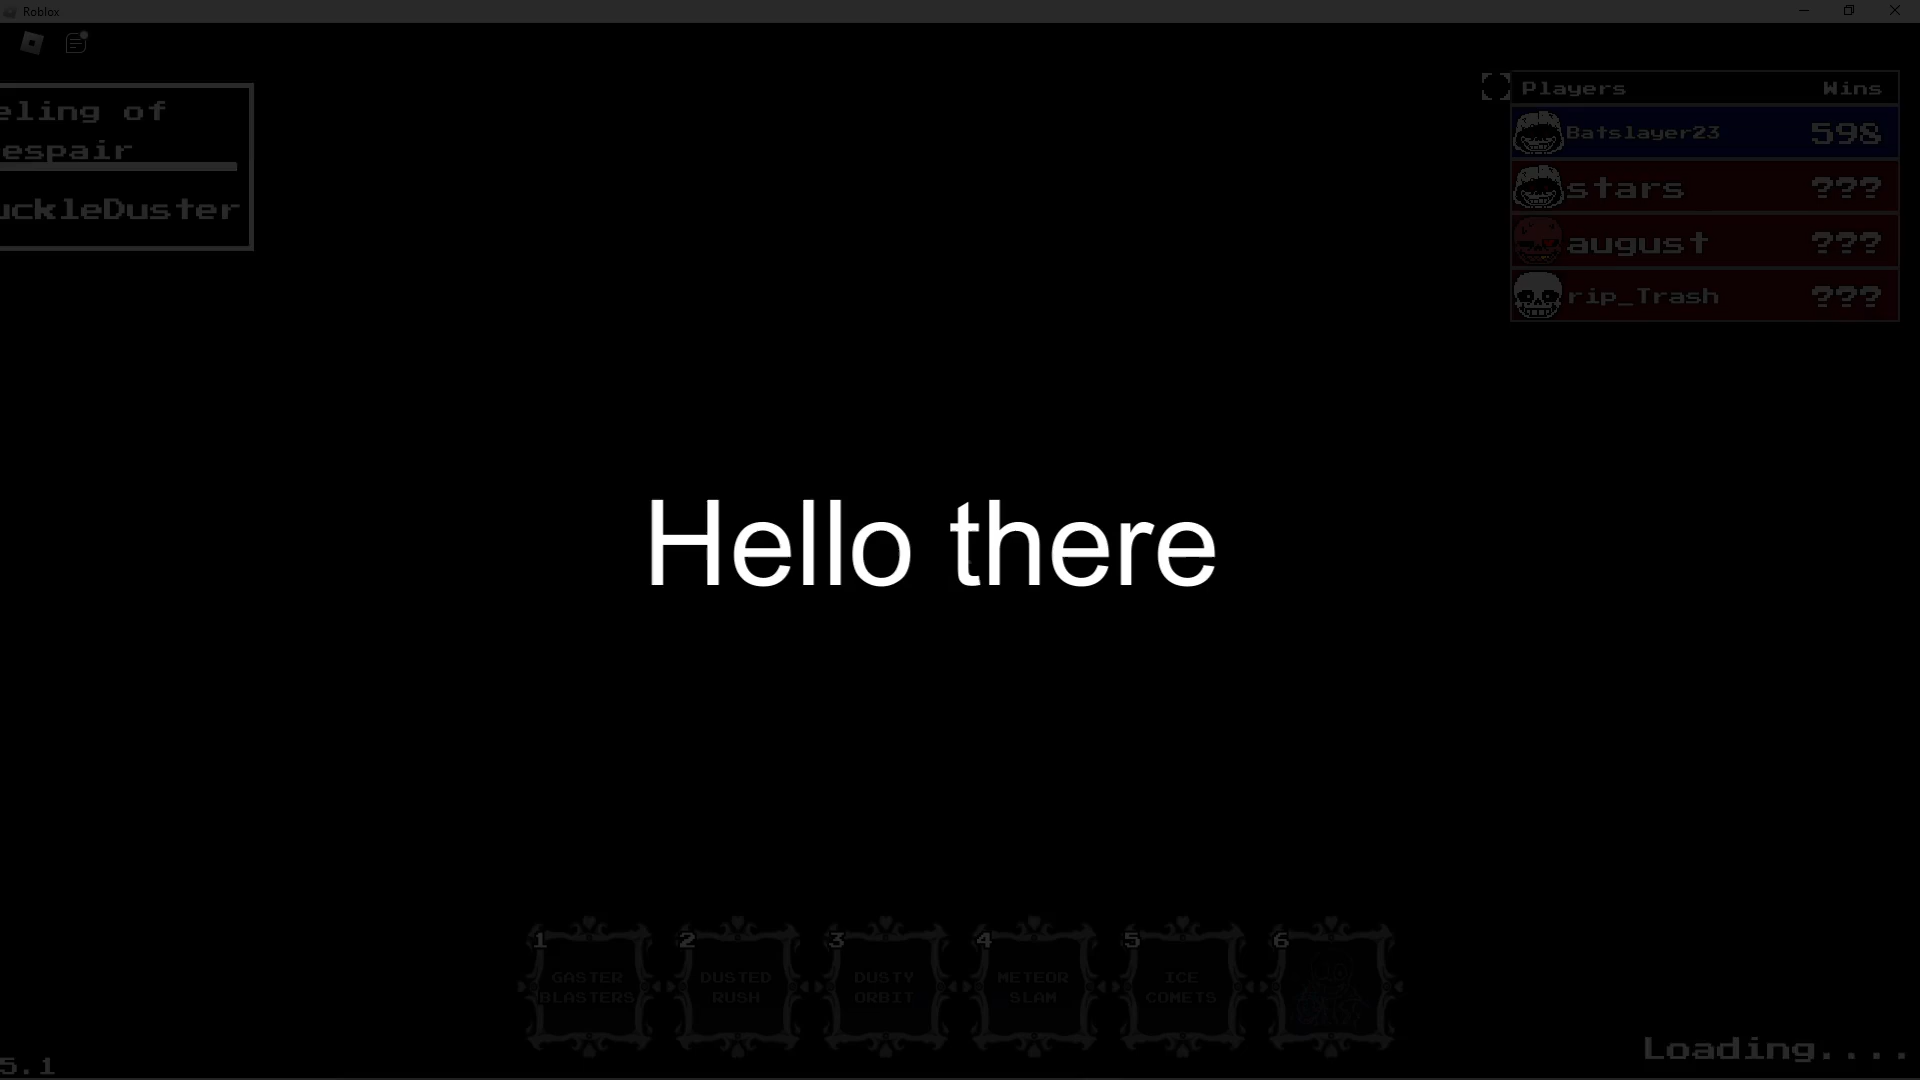 Roblox
eling of
espair
uckleDuster
Players Wins
Batslayer23 598
stars ???
august ???
rip_Trash ???
Hello there
1 2 3 4 5 6
GASTER BLASTERS
DUSTED RUSH
DUSTY ORBIT
METEOR SLAM
ICE COMETS
Loading....
5.1